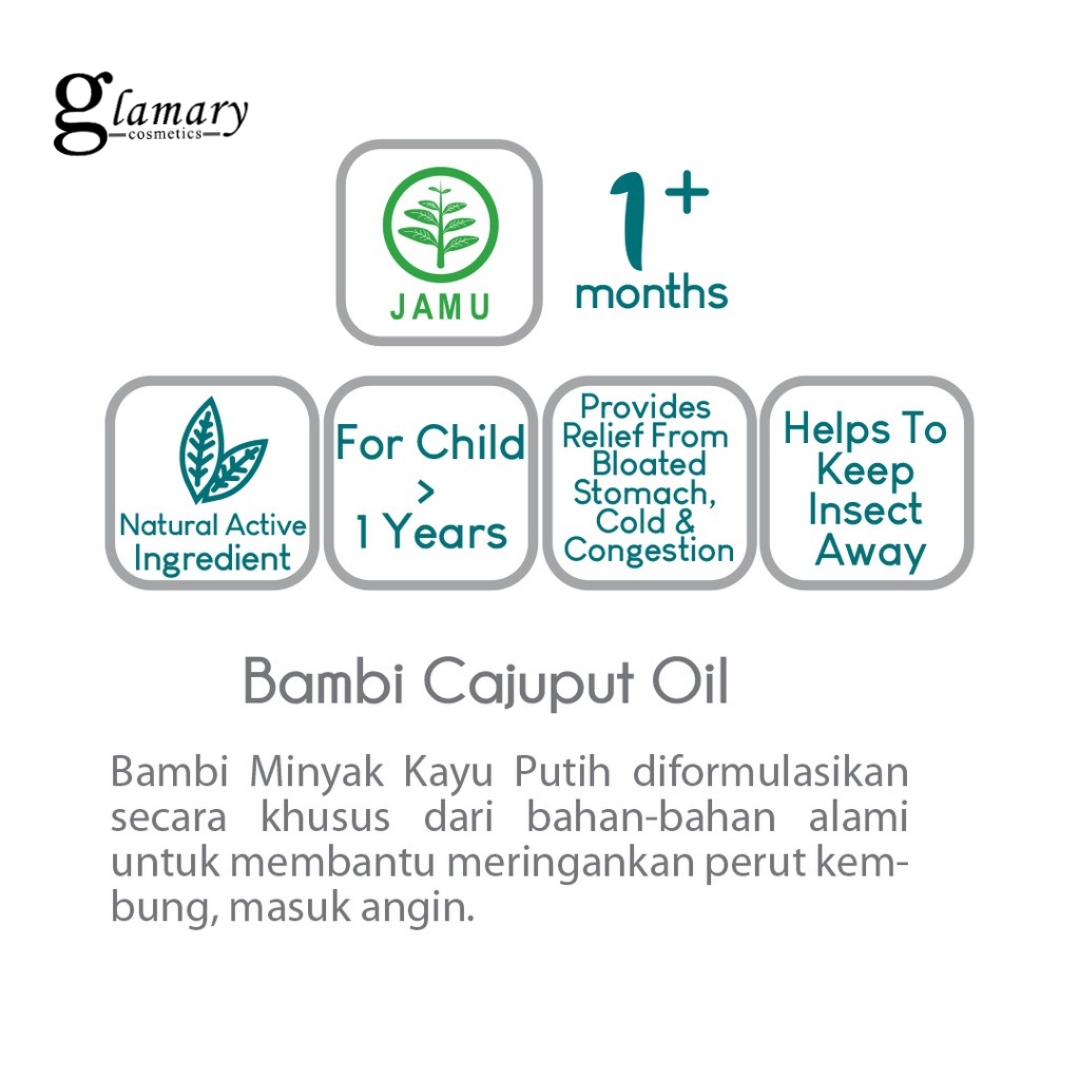 glamary
cosmetics
JAMU
1+
months
Natural Active
Ingredient
For Child
>
1 Years
Provides
Relief From
Bloated
Stomach,
Cold &
Congestion
Helps To
Keep
Insect
Away
Bambi Cajuput Oil
Bambi Minyak Kayu Putih diformulasikan
secara khusus dari bahan-bahan alami
untuk membantu meringankan perut kem-
bung, masuk angin.